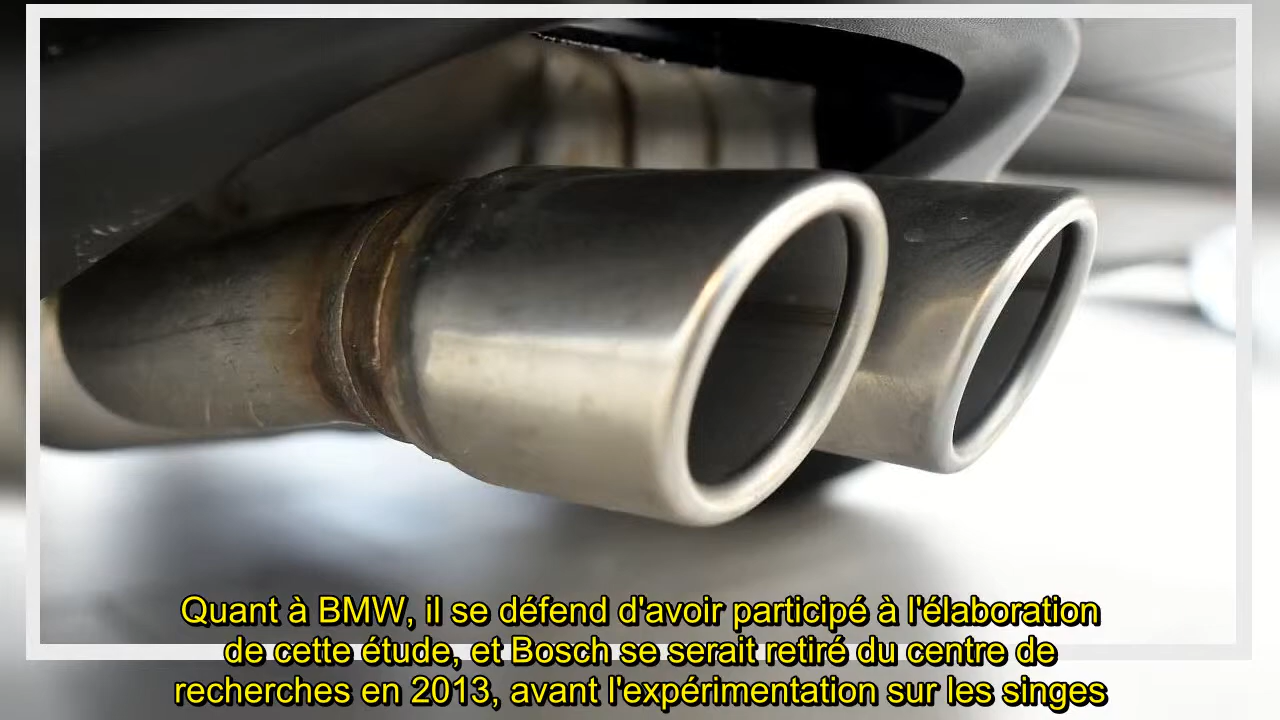 Quant à BMW, il se défend d'avoir participé à l'élaboration
de cette étude, et Bosch se serait retiré du centre de
recherches en 2013, avant l'expérimentation sur les singes